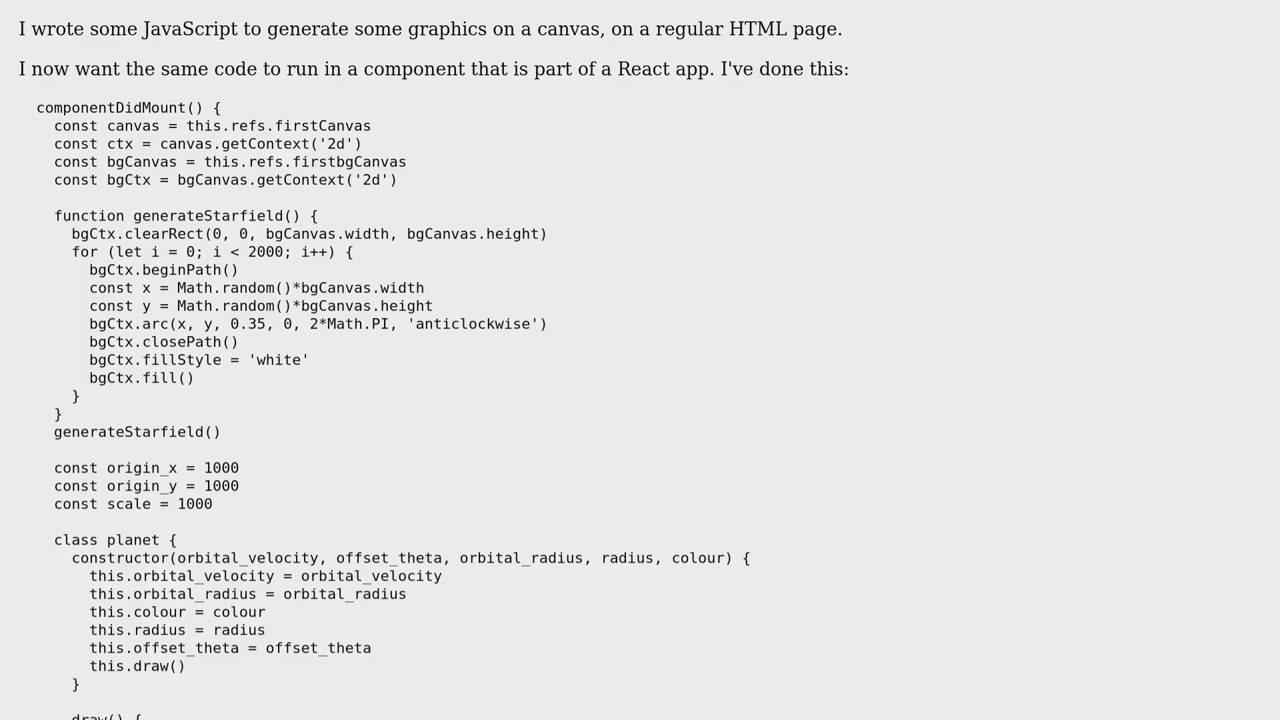 I wrote some JavaScript to generate some graphics on a canvas, on a regular HTML page.
I now want the same code to run in a component that is part of a React app. I've done this:
componentDidMount() {
const canvas = this.refs.firstCanvas
const ctx = canvas.getContext('2d')
const bgCanvas = this.refs.firstbgCanvas
const bgCtx = bgCanvas.getContext('2d')
function generateStarfield() {
bgCtx.clearRect(0, 0, bgCanvas.width, bgCanvas.height)
for (let i = 0; i < 2000; i++) {
bgCtx.beginPath()
const x = Math.random()*bgCanvas.width
const y = Math.random()*bgCanvas.height
bgCtx.arc(x, y, 0.35, 0, 2*Math.PI, 'anticlockwise')
bgCtx.closePath()
bgCtx.fillStyle = 'white'
bgCtx.fill()
}
}
generateStarfield()
const origin_x = 1000
const origin_y = 1000
const scale = 1000
class planet {
constructor(orbital_velocity, offset_theta, orbital_radius, radius, colour) {
this.orbital_velocity = orbital_velocity
this.orbital_radius = orbital_radius
this.colour = colour
this.radius = radius
this.offset_theta = offset_theta
this.draw()
}
draw() {